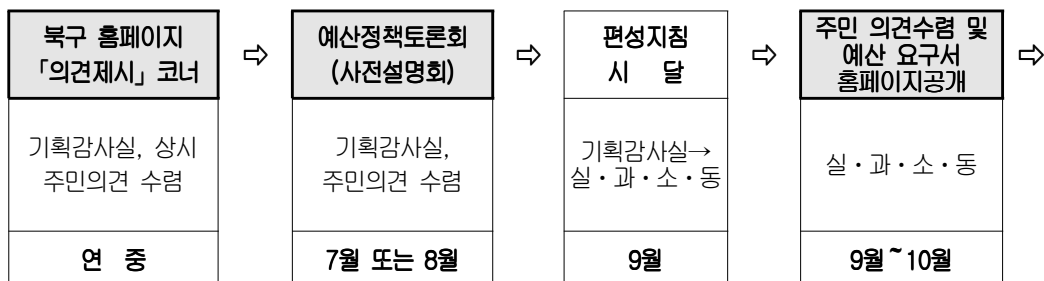 북구 홈페이지
「의견제시」 코너
⇨
예산정책토론회
(사전설명회)
⇨
편성지침
시 달
⇨
주민 의견수렴 및
예산 요구서
홈페이지공개
⇨
기획감사실, 상시
주민의견 수렴
기획감사실,
주민의견 수렴
기획감사실→
실・과・소・동
실・과・소・동
연 중
7월 또는 8월
9월
9월~10월